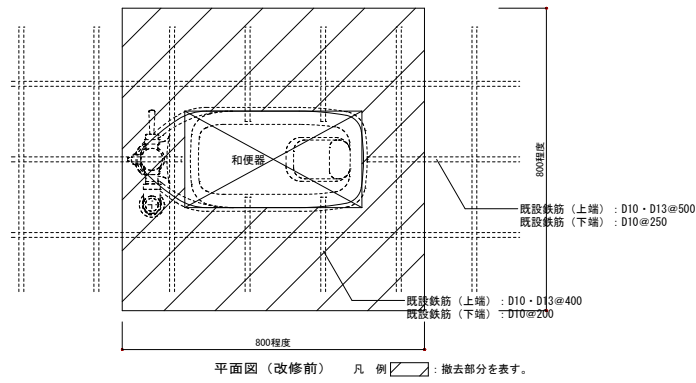 和便器
800程度
既設鉄筋（上端）：D10・D13@500
既設鉄筋（下端）：D10@250
既設鉄筋（上端）：D10・D13@400
既設鉄筋（下端）：D10@200
800程度
平面図（改修前）　凡　例　：撤去部分を表す。